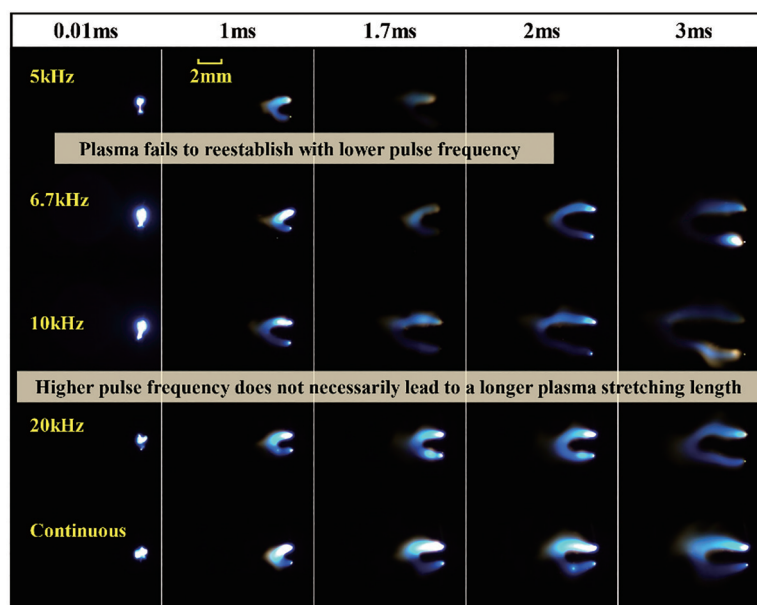 0.01ms 1ms 1.7ms 2ms 3ms
5kHz
2mm
Plasma fails to reestablish with lower pulse frequency
6.7kHz
10kHz
Higher pulse frequency does not necessarily lead to a longer plasma stretching length
20kHz
Continuous